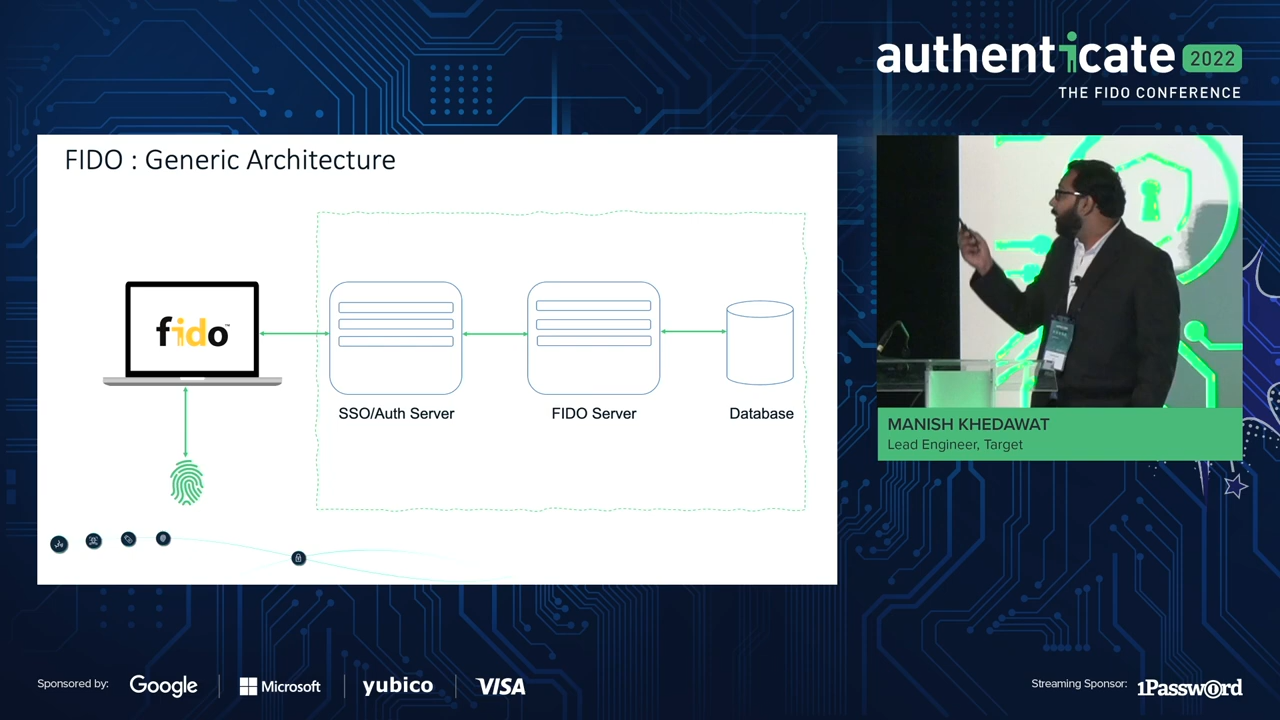 authenticate 2022
THE FIDO CONFERENCE
FIDO : Generic Architecture
fido™
SSO/Auth Server
FIDO Server
Database
MANISH KHEDAWAT
Lead Engineer, Target
Sponsored by:
Google
Microsoft
yubico
VISA
Streaming Sponsor:
1Password